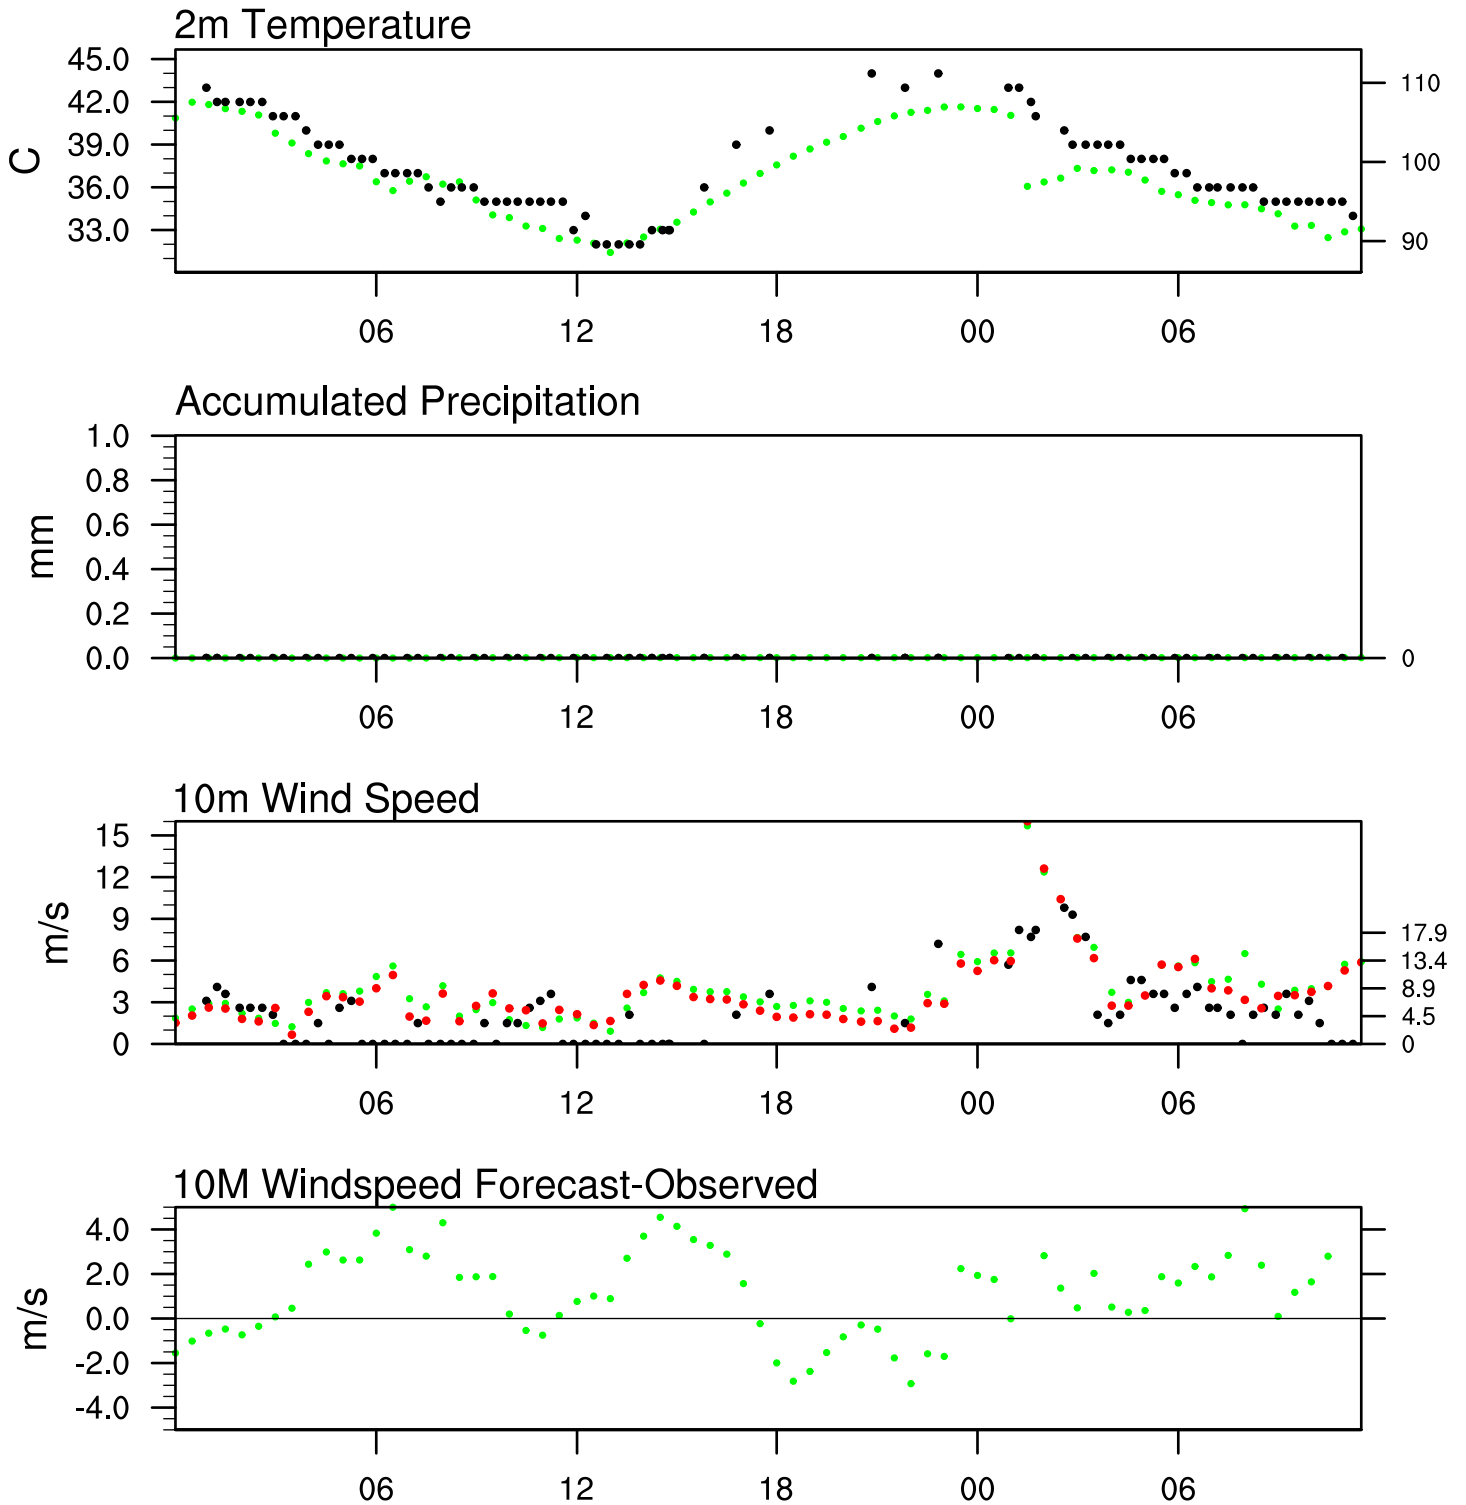 2m Temperature
45.0
42.0
39.0
36.0
33.0
C
110
100
90
06 12 18 00 06
Accumulated Precipitation
1.0
0.8
0.6
0.4
0.2
0.0
mm
0
06 12 18 00 06
10m Wind Speed
15
12
9
6
3
0
m/s
17.9
13.4
8.9
4.5
0
06 12 18 00 06
10M Windspeed Forecast-Observed
4.0
2.0
0.0
-2.0
-4.0
m/s
06 12 18 00 06